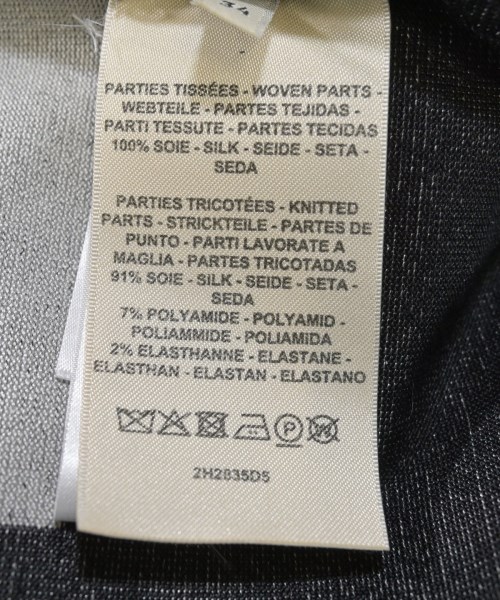 34
PARTIES TISSÉES - WOVEN PARTS -
WEBTEILE - PARTES TEJIDAS -
PARTI TESSUTE - PARTES TECIDAS
100% SOIE - SILK - SEIDE - SETA -
SEDA
PARTIES TRICOTÉES - KNITTED
PARTS - STRICKTEILE - PARTES DE
PUNTO - PARTI LAVORATE A
MAGLIA - PARTES TRICOTADAS
91% SOIE - SILK - SEIDE - SETA -
SEDA
7% POLYAMIDE - POLYAMID -
POLIAMMIDE - POLIAMIDA
2% ELASTHANNE - ELASTANE -
ELASTHAN - ELASTAN - ELASTANO
P W
2H2835D5